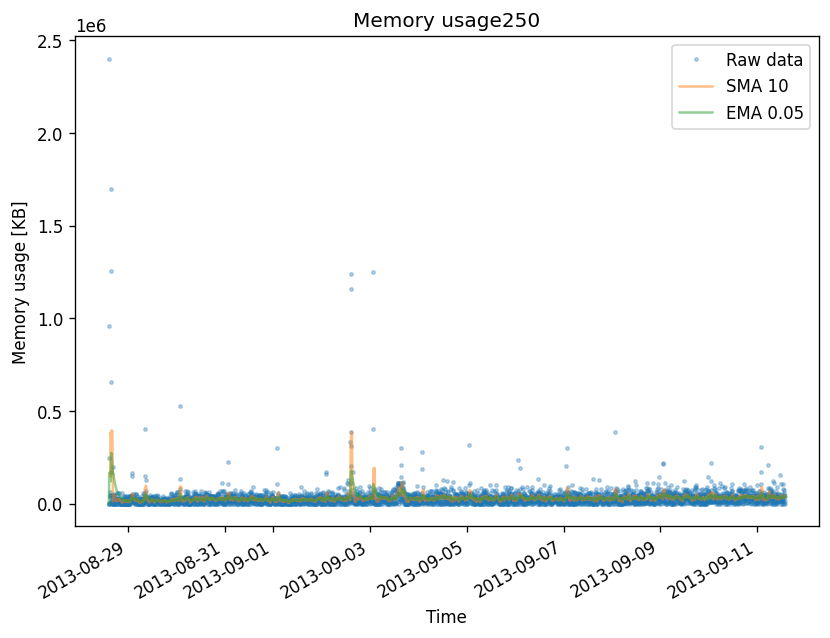 Memory usage250
1e6
2.5
2.0
1.5
1.0
0.5
0.0
Memory usage [KB]
Raw data
SMA 10
EMA 0.05
2013-08-29
2013-08-31
2013-09-01
2013-09-03
2013-09-05
2013-09-07
2013-09-09
2013-09-11
Time